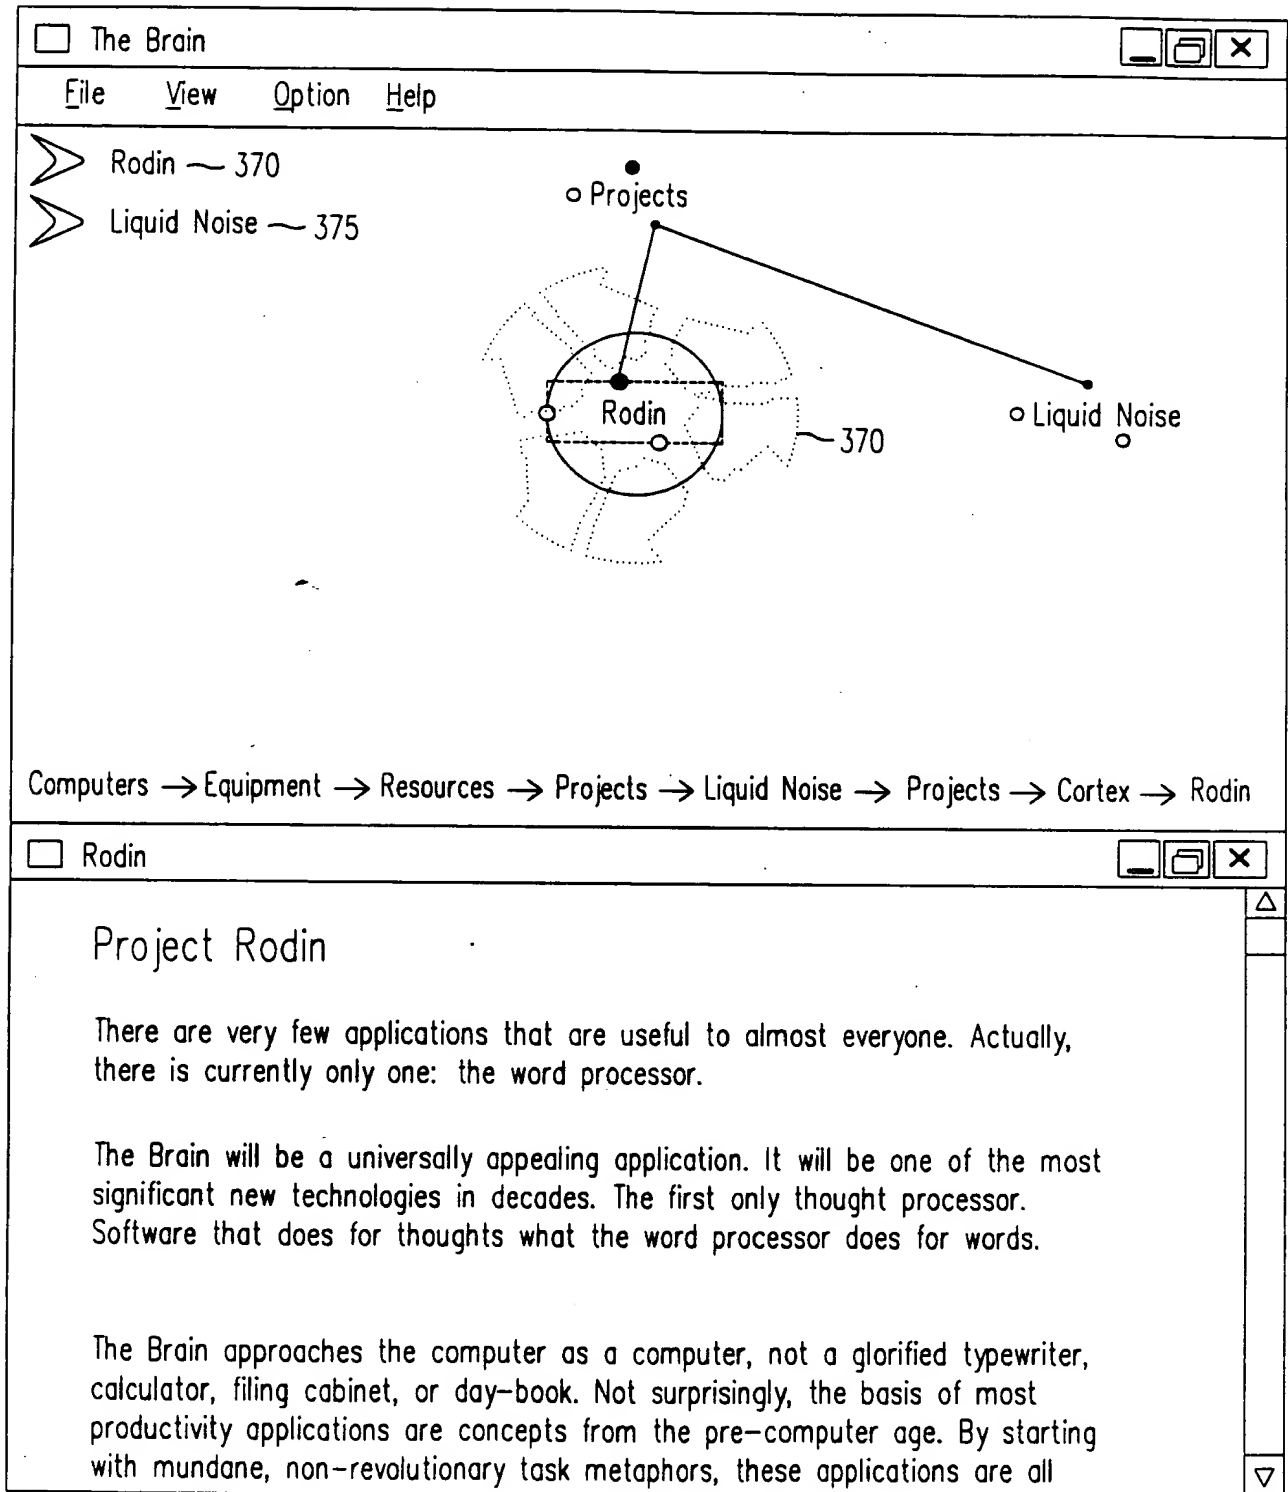 The Brain
File View Option Help
Rodin 370
Liquid Noise 375
Projects
Rodin
370
Liquid Noise
Computers → Equipment → Resources → Projects → Liquid Noise → Projects → Cortex → Rodin
Rodin
Project Rodin
There are very few applications that are useful to almost everyone. Actually,
there is currently only one: the word processor.
The Brain will be a universally appealing application. It will be one of the most
significant new technologies in decades. The first only thought processor.
Software that does for thoughts what the word processor does for words.
The Brain approaches the computer as a computer, not a glorified typewriter,
calculator, filing cabinet, or day-book. Not surprisingly, the basis of most
productivity applications are concepts from the pre-computer age. By starting
with mundane, non-revolutionary task metaphors, these applications are all